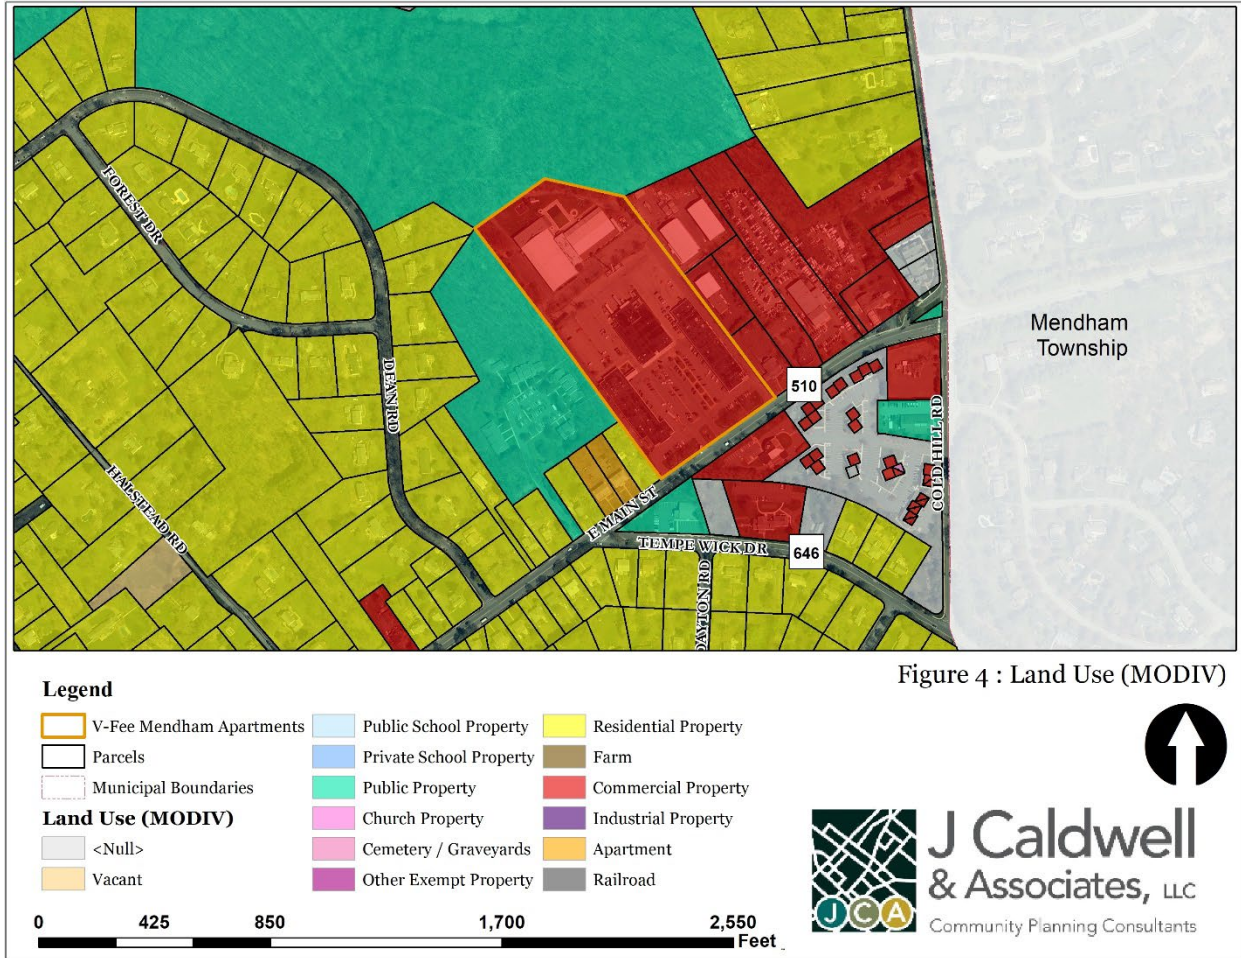 FOREST DR
DEAN RD
HALSTEAD RD
E MAIN ST
TEMPE WICK DR
DAYTON RD
COLD HILL RD
510
646
Mendham
Township
Figure 4 : Land Use (MODIV)
Legend
V-Fee Mendham Apartments
Parcels
Municipal Boundaries
Land Use (MODIV)
<Null>
Vacant
Public School Property
Private School Property
Public Property
Church Property
Cemetery / Graveyards
Other Exempt Property
Residential Property
Farm
Commercial Property
Industrial Property
Apartment
Railroad
0 425 850 1,700 2,550
Feet
JCA
J Caldwell
& Associates, LLC
Community Planning Consultants